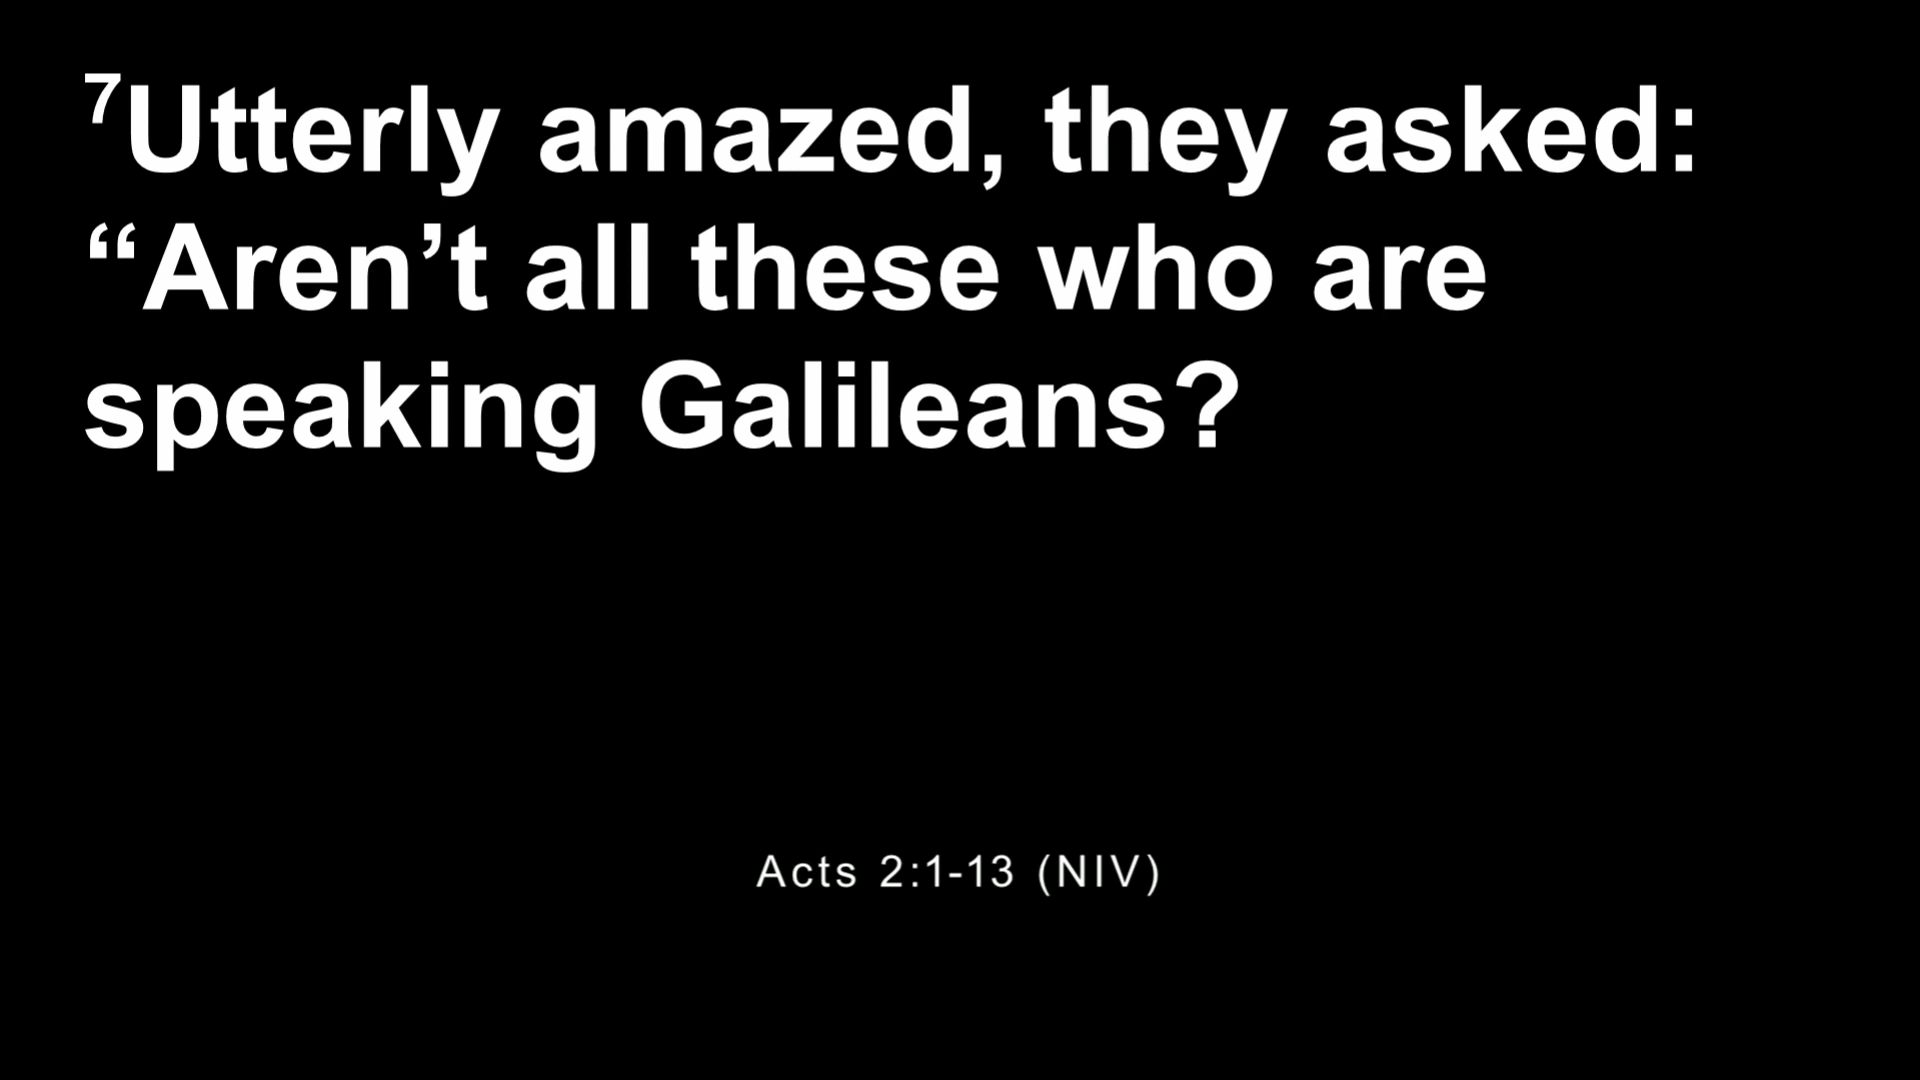 ⁷Utterly amazed, they asked:
“Aren’t all these who are
speaking Galileans?
Acts 2:1-13 (NIV)